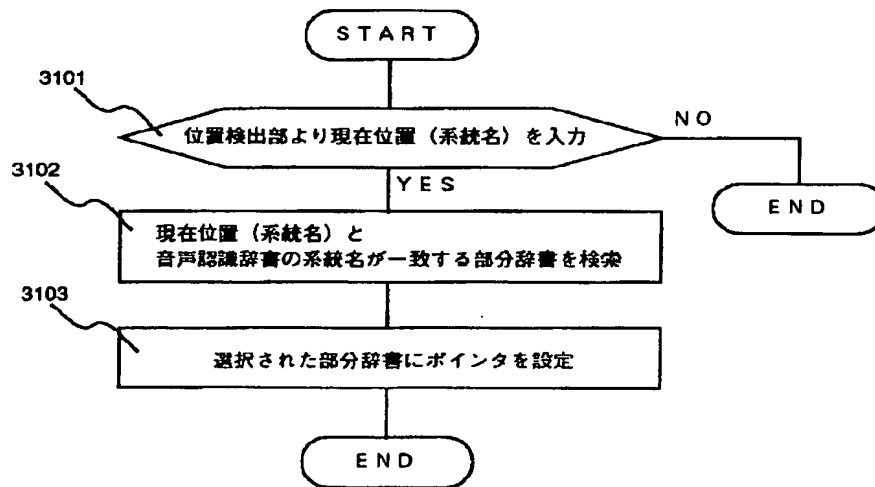 START
3101
位置検出部より現在位置（系統名）を入力
NO
3102
YES
END
現在位置（系統名）と
音声認識辞書の系統名が一致する部分辞書を検索
3103
選択された部分辞書にポインタを設定
END